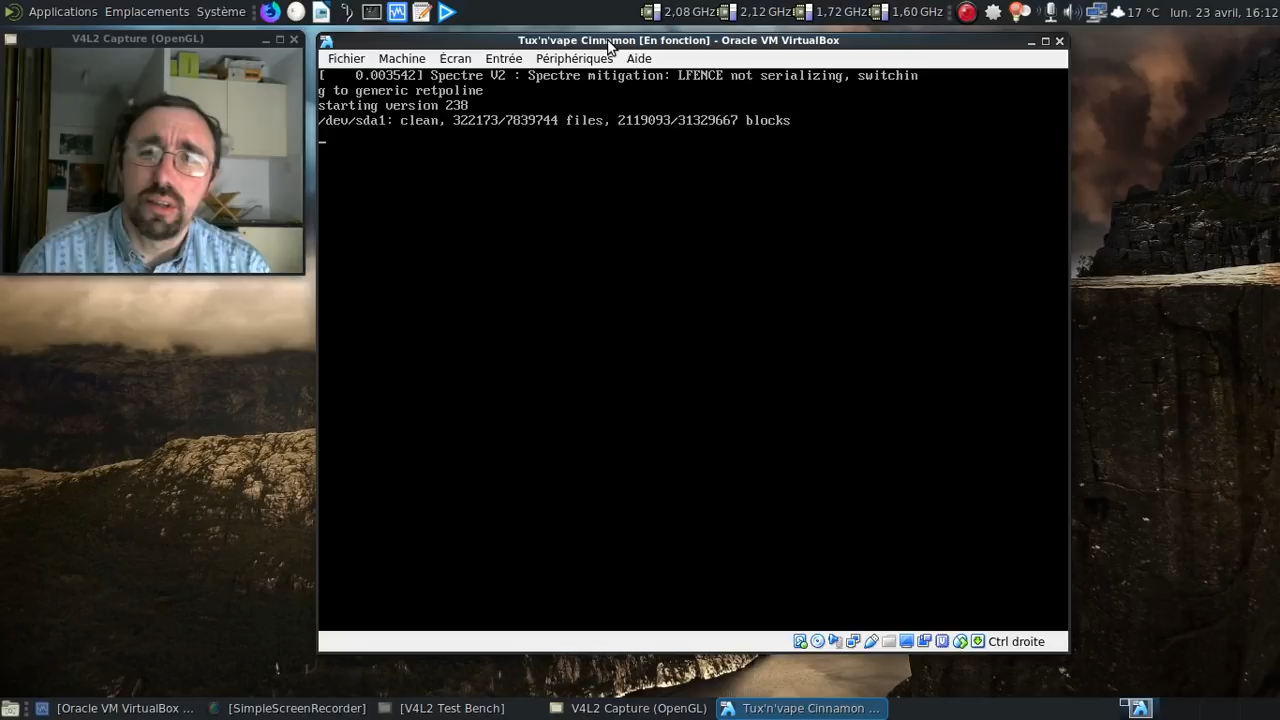 Applications Emplacements Système
2,08 GHz 2,12 GHz 1,72 GHz 1,60 GHz 17 °C lun. 23 avril, 16:12
V4L2 Capture (OpenGL)
Tux'n'vape Cinnamon [En fonction] - Oracle VM VirtualBox
Fichier Machine Écran Entrée Périphériques Aide
[    0.003542] Spectre V2 : Spectre mitigation: LFENCE not serializing, switchin
g to generic retpoline
starting version 238
/dev/sda1: clean, 322173/7839744 files, 2119093/31329667 blocks
Ctrl droite
[Oracle VM VirtualBox ... [SimpleScreenRecorder] [V4L2 Test Bench] V4L2 Capture (OpenGL) Tux'n'vape Cinnamon ...